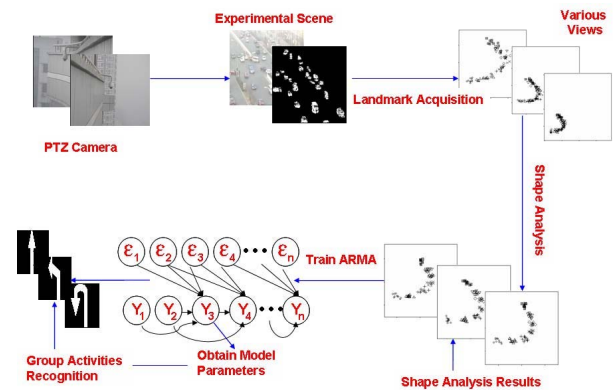 Experimental Scene
Various
Views
Landmark Acquisition
PTZ Camera
Shape Analysis
ε1 ε2 ε3 ε4 ••• εn
Train ARMA
Y1 Y2 Y3 Y4 ••• Yn
Group Activities
Recognition
Obtain Model
Parameters
Shape Analysis Results